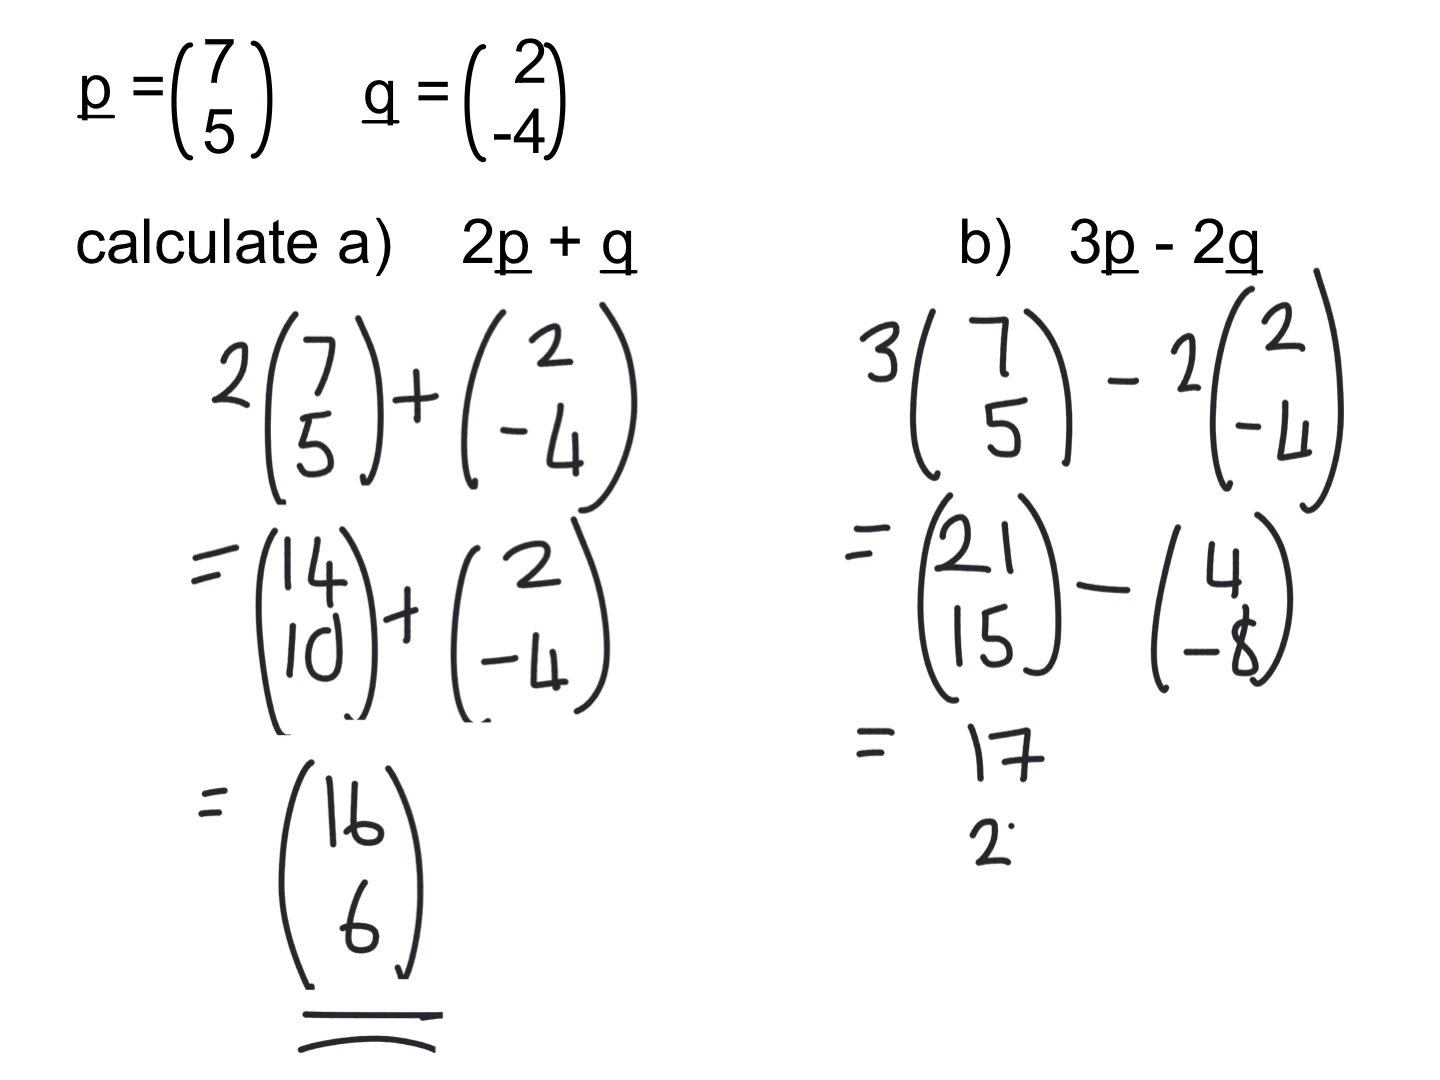 p = (7 5) q = (2 -4)
calculate a) 2p + q
2(7 5) + (2 -4)
= (14 10) + (2 -4)
= (16 6)
b) 3p - 2q
3(7 5) - 2(2 -4)
= (21 15) - (4 -8)
= 17
2